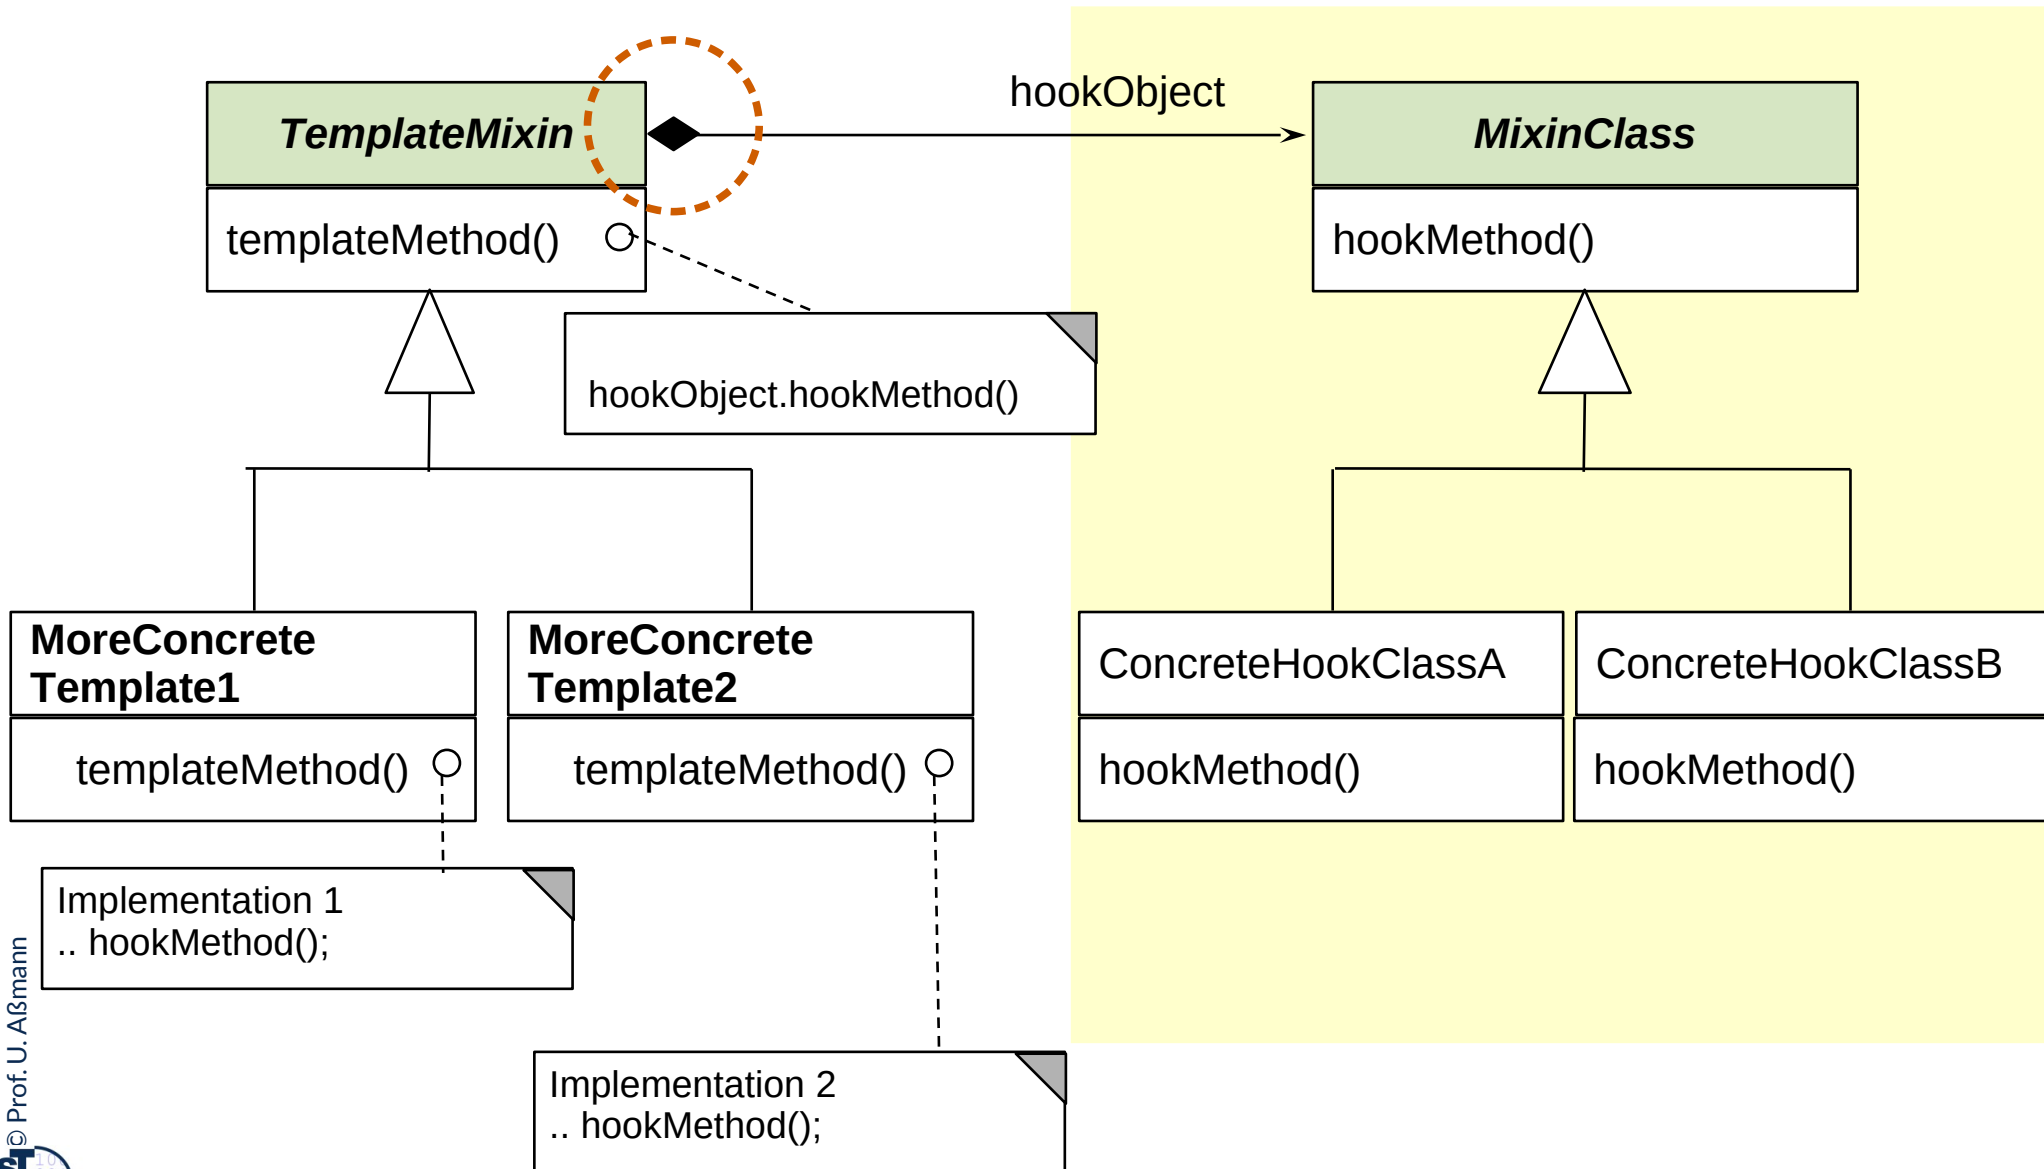 hookObject
TemplateMixin
MixinClass
templateMethod()
hookMethod()
hookObject.hookMethod()
MoreConcrete
Template1
MoreConcrete
Template2
ConcreteHookClassA
ConcreteHookClassB
templateMethod()
templateMethod()
hookMethod()
hookMethod()
Implementation 1
.. hookMethod();
Implementation 2
.. hookMethod();
© Prof. U. Aßmann